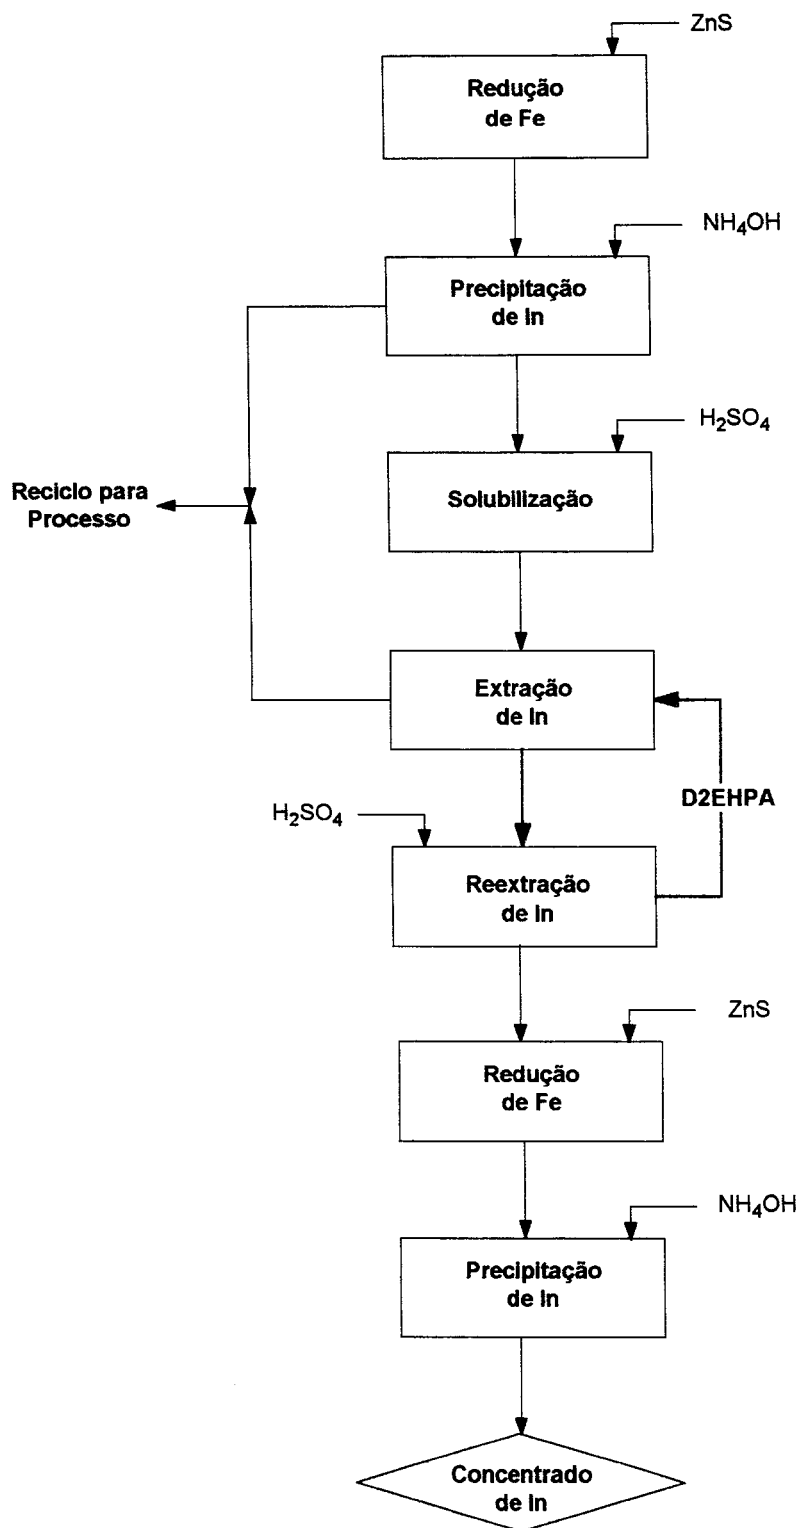 ZnS
Redução
de Fe
NH4OH
Precipitação
de In
H2SO4
Solubilização
Reciclo para
Processo
Extração
de In
D2EHPA
H2SO4
Reextração
de In
ZnS
Redução
de Fe
NH4OH
Precipitação
de In
Concentrado
de In